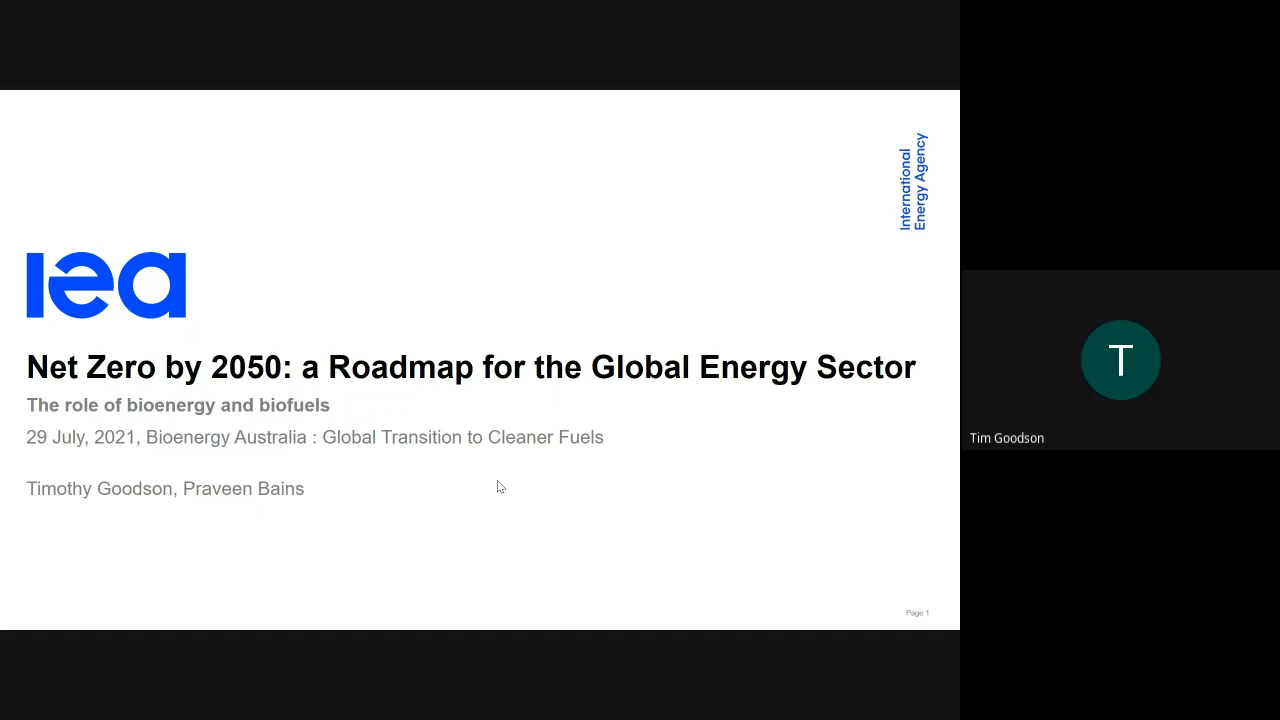 International
Energy Agency
iea
Net Zero by 2050: a Roadmap for the Global Energy Sector
The role of bioenergy and biofuels
29 July, 2021, Bioenergy Australia : Global Transition to Cleaner Fuels
Timothy Goodson, Praveen Bains
Page 1
T
Tim Goodson